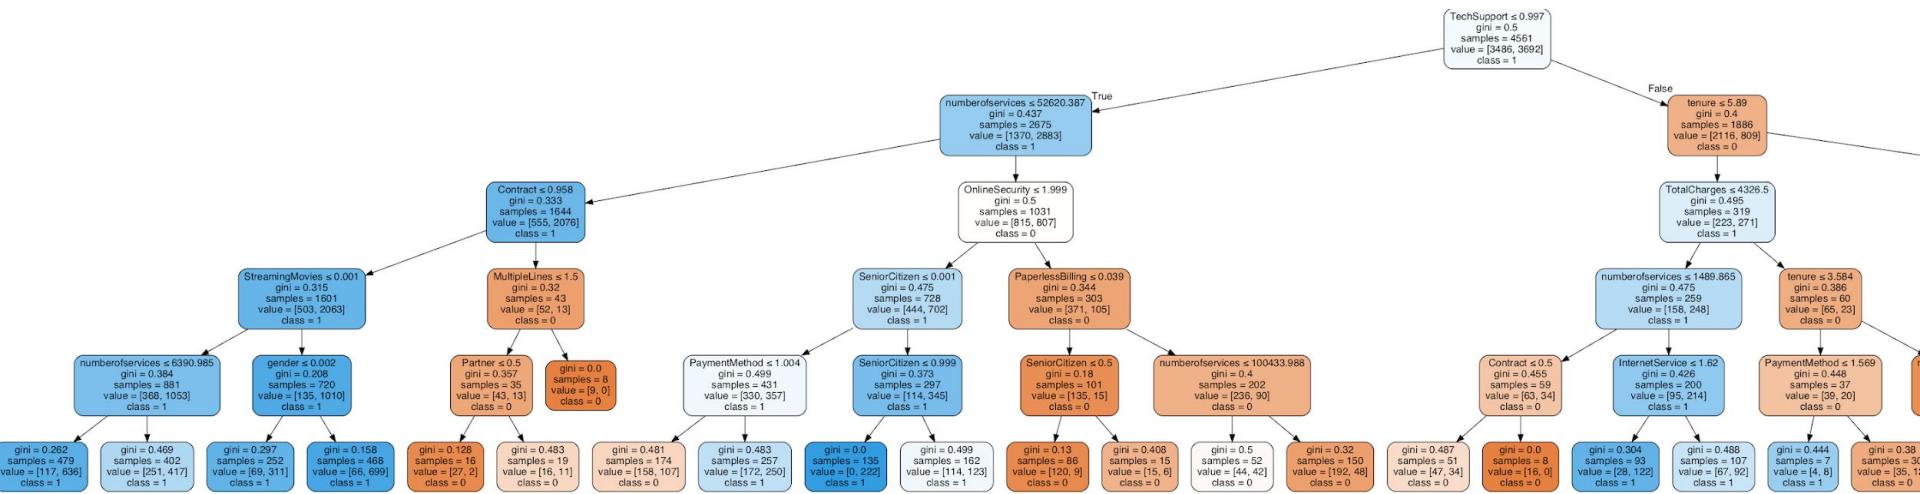 TechSupport ≤ 0.997
gini = 0.5
samples = 4561
value = [3486, 3692]
class = 1
True
False
numberofservices ≤ 52620.387
gini = 0.437
samples = 2675
value = [1370, 2883]
class = 1
tenure ≤ 5.89
gini = 0.4
samples = 1886
value = [2116, 809]
class = 0
Contract ≤ 0.958
gini = 0.333
samples = 1644
value = [555, 2076]
class = 1
OnlineSecurity ≤ 1.999
gini = 0.5
samples = 1031
value = [815, 807]
class = 0
TotalCharges ≤ 4326.5
gini = 0.495
samples = 319
value = [223, 271]
class = 1
StreamingMovies ≤ 0.001
gini = 0.315
samples = 1601
value = [503, 2063]
class = 1
MultipleLines ≤ 1.5
gini = 0.32
samples = 43
value = [52, 13]
class = 0
SeniorCitizen ≤ 0.001
gini = 0.475
samples = 728
value = [444, 702]
class = 1
PaperlessBilling ≤ 0.039
gini = 0.344
samples = 303
value = [371, 105]
class = 0
numberofservices ≤ 1489.865
gini = 0.475
samples = 259
value = [158, 248]
class = 1
tenure ≤ 3.584
gini = 0.386
samples = 60
value = [65, 23]
class = 0
numberofservices ≤ 6390.985
gini = 0.384
samples = 881
value = [368, 1053]
class = 1
gender ≤ 0.002
gini = 0.208
samples = 720
value = [135, 1010]
class = 1
Partner ≤ 0.5
gini = 0.357
samples = 35
value = [43, 13]
class = 0
gini = 0.0
samples = 8
value = [9, 0]
class = 0
PaymentMethod ≤ 1.004
gini = 0.499
samples = 431
value = [330, 357]
class = 1
SeniorCitizen ≤ 0.999
gini = 0.373
samples = 297
value = [114, 345]
class = 1
SeniorCitizen ≤ 0.5
gini = 0.18
samples = 101
value = [135, 15]
class = 0
numberofservices ≤ 100433.988
gini = 0.4
samples = 202
value = [236, 90]
class = 0
Contract ≤ 0.5
gini = 0.455
samples = 59
value = [63, 34]
class = 0
InternetService ≤ 1.62
gini = 0.426
samples = 200
value = [95, 214]
class = 1
PaymentMethod ≤ 1.569
gini = 0.448
samples = 37
value = [39, 20]
class = 0
gini = 0.262
samples = 479
value = [117, 636]
class = 1
gini = 0.469
samples = 402
value = [251, 417]
class = 1
gini = 0.297
samples = 252
value = [69, 311]
class = 1
gini = 0.158
samples = 468
value = [66, 699]
class = 1
gini = 0.128
samples = 16
value = [27, 2]
class = 0
gini = 0.483
samples = 19
value = [16, 11]
class = 0
gini = 0.481
samples = 174
value = [158, 107]
class = 0
gini = 0.483
samples = 257
value = [172, 250]
class = 1
gini = 0.0
samples = 135
value = [0, 222]
class = 1
gini = 0.499
samples = 162
value = [114, 123]
class = 1
gini = 0.13
samples = 86
value = [120, 9]
class = 0
gini = 0.408
samples = 15
value = [15, 6]
class = 0
gini = 0.5
samples = 52
value = [44, 42]
class = 0
gini = 0.32
samples = 150
value = [192, 48]
class = 0
gini = 0.487
samples = 51
value = [47, 34]
class = 0
gini = 0.0
samples = 8
value = [16, 0]
class = 0
gini = 0.304
samples = 93
value = [28, 122]
class = 1
gini = 0.488
samples = 107
value = [67, 92]
class = 1
gini = 0.444
samples = 7
value = [4, 8]
class = 1
gini = 0.38
samples = 30
value = [35, 12
class = 0